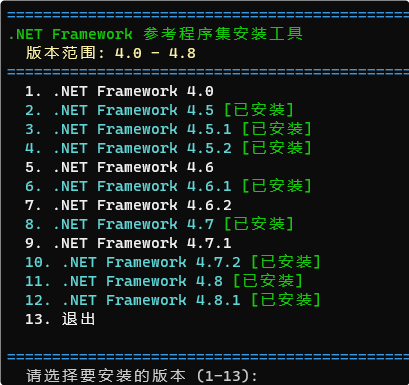 ==============================================
.NET Framework 参考程序集安装工具
版本范围: 4.0 - 4.8
==============================================
1. .NET Framework 4.0
2. .NET Framework 4.5 [已安装]
3. .NET Framework 4.5.1 [已安装]
4. .NET Framework 4.5.2 [已安装]
5. .NET Framework 4.6
6. .NET Framework 4.6.1 [已安装]
7. .NET Framework 4.6.2
8. .NET Framework 4.7 [已安装]
9. .NET Framework 4.7.1
10. .NET Framework 4.7.2 [已安装]
11. .NET Framework 4.8 [已安装]
12. .NET Framework 4.8.1 [已安装]
13. 退出
==============================================
请选择要安装的版本 (1-13):